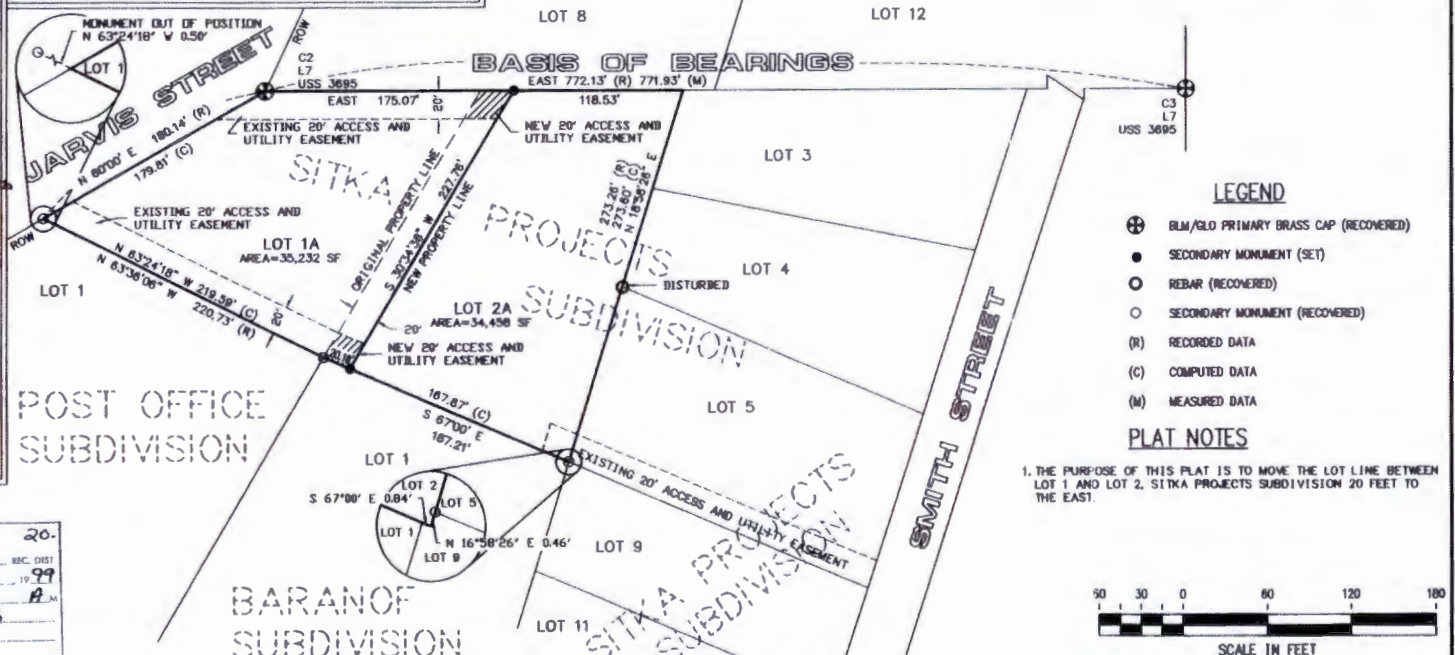 LOT 8
LOT 12
MONUMENT OUT OF POSITION
N 63°24'18" W 0.50'
LOT 1
JARVIS STREET
ROW
C2
L7
USS 3695
BASIS OF BEARINGS
EAST 772.13' (R) 771.93' (M)
EAST 175.07'
20'
118.53'
C3
L7
USS 3695
N 60°00' E 180.14' (R)
179.81' (C)
EXISTING 20' ACCESS AND
UTILITY EASEMENT
NEW 20' ACCESS AND
UTILITY EASEMENT
LOT 3
SITKA
PROJECTS
SUBDIVISION
ORIGINAL PROPERTY LINE
S 30°34'38" W 227.76'
NEW PROPERTY LINE
273.26' (R)
273.60' (C)
EXISTING 20' ACCESS AND
UTILITY EASEMENT
ROW
LOT 1A
AREA=35,232 SF
N 63°24'18" W 219.59' (C)
N 63°36'06" W 220.73' (R)
20'
LOT 1
LOT 4
DISTURBED
LOT 2A
AREA=34,458 SF
20'
NEW 20' ACCESS AND
UTILITY EASEMENT
POST OFFICE
SUBDIVISION
167.67' (C)
S 67°00' E
LOT 5
SMITH STREET
LOT 1
LOT 2
LOT 5
S 67°00' E 0.84'
LOT 1
LOT 9
N 16°58'26" E 0.46'
EXISTING 20' ACCESS AND UTILITY EASEMENT
LOT 9
LOT 11
BARANOF
SUBDIVISION
SITKA PROJECTS
SUBDIVISION
LEGEND
BLM/GLO PRIMARY BRASS CAP (RECOVERED)
SECONDARY MONUMENT (SET)
REBAR (RECOVERED)
SECONDARY MONUMENT (RECOVERED)
(R) RECORDED DATA
(C) COMPUTED DATA
(M) MEASURED DATA
PLAT NOTES
1. THE PURPOSE OF THIS PLAT IS TO MOVE THE LOT LINE BETWEEN
LOT 1 AND LOT 2, SITKA PROJECTS SUBDIVISION 20 FEET TO
THE EAST.
30 0 60 120 180
SCALE IN FEET
20.-
REC. DIST
19 99
A M